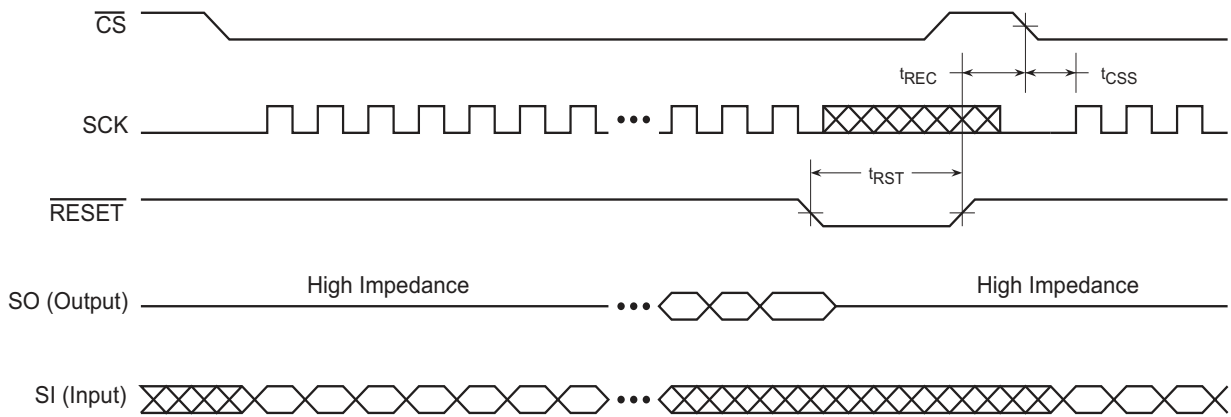 CS
tREC
tCSS
SCK
•••
tRST
RESET
SO (Output)
High Impedance
•••
High Impedance
SI (Input)
•••